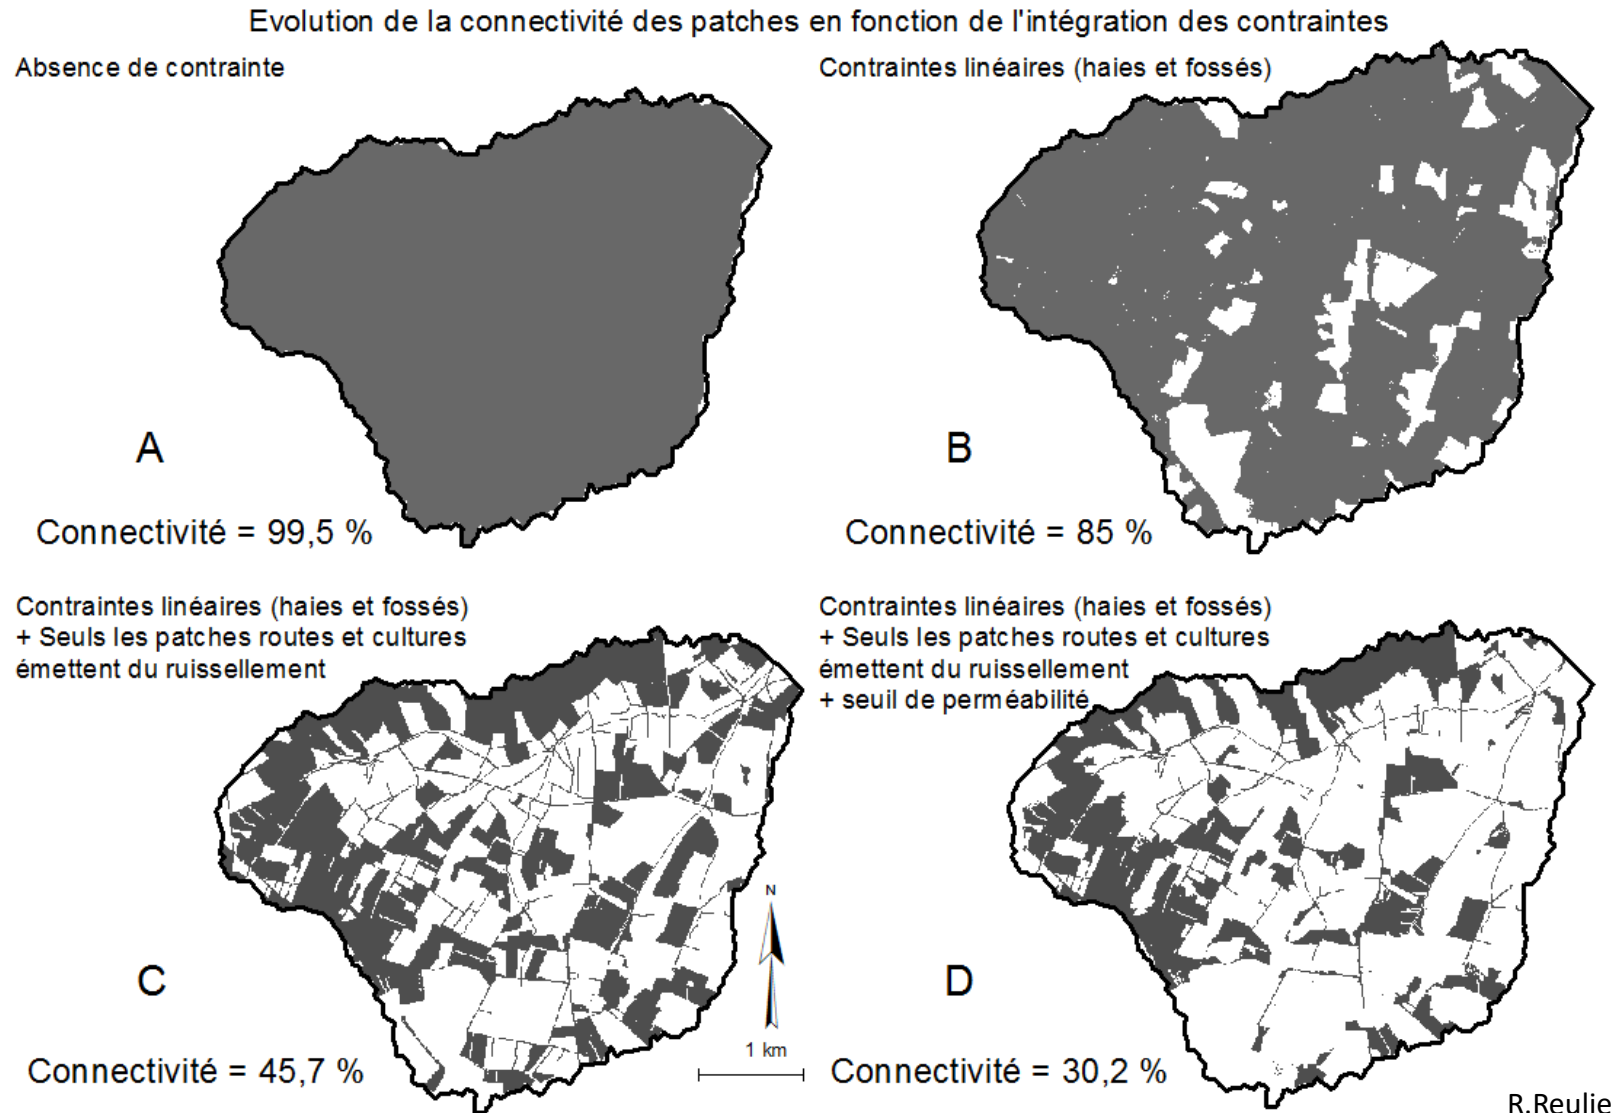 Evolution de la connectivité des patches en fonction de l'intégration des contraintes
Absence de contrainte
A
Connectivité = 99,5 %
Contraintes linéaires (haies et fossés)
B
Connectivité = 85 %
Contraintes linéaires (haies et fossés)
+ Seuls les patches routes et cultures
émettent du ruissellement
C
Connectivité = 45,7 %
N
1 km
Contraintes linéaires (haies et fossés)
+ Seuls les patches routes et cultures
émettent du ruissellement
+ seuil de perméabilité
D
Connectivité = 30,2 %
R.Reulie